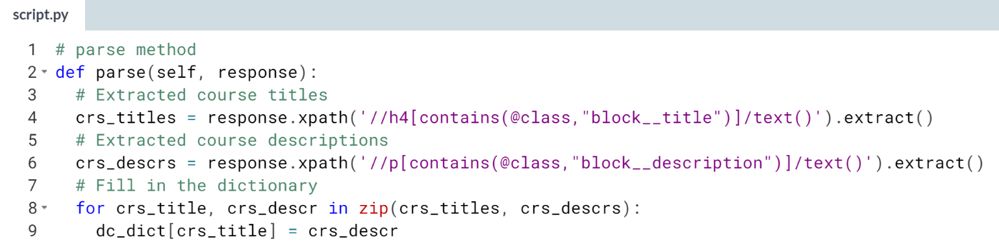 script.py
1 # parse method
2 def parse(self, response):
3   # Extracted course titles
4   crs_titles = response.xpath('//h4[contains(@class,"block__title")]/text()').extract()
5   # Extracted course descriptions
6   crs_descrs = response.xpath('//p[contains(@class,"block__description")]/text()').extract()
7   # Fill in the dictionary
8   for crs_title, crs_descr in zip(crs_titles, crs_descrs):
9     dc_dict[crs_title] = crs_descr